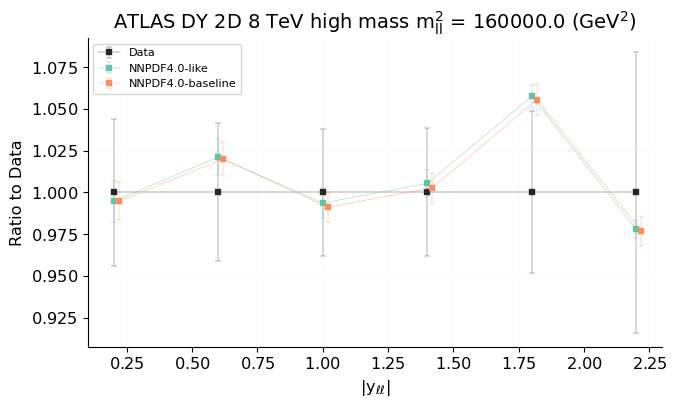 ATLAS DY 2D 8 TeV high mass m²ₗₗ = 160000.0 (GeV²)
Data
NNPDF4.0-like
NNPDF4.0-baseline
Ratio to Data
1.075
1.050
1.025
1.000
0.975
0.950
0.925
0.25 0.50 0.75 1.00 1.25 1.50 1.75 2.00 2.25
|yℓℓ|